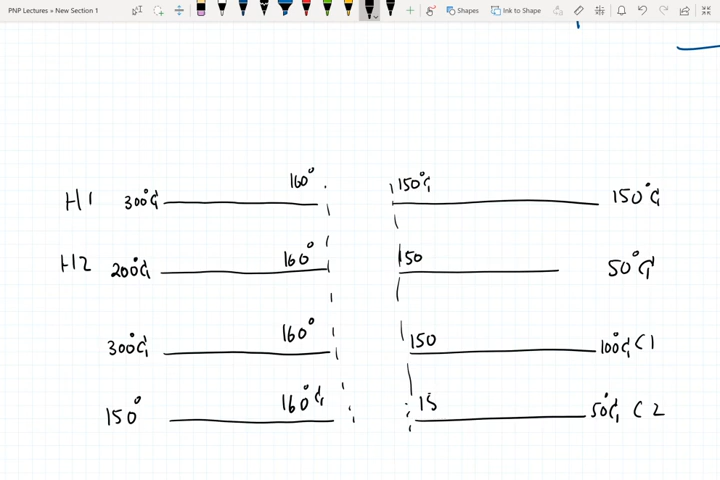 PNP Lectures » New Section 1
Shapes
Ink to Shape
H1 300°C 160° 150°C 150°C
H2 200°C 160° 150 50°C
300°C 160° 150 100°C C1
150° 160°C 15 50°C C2